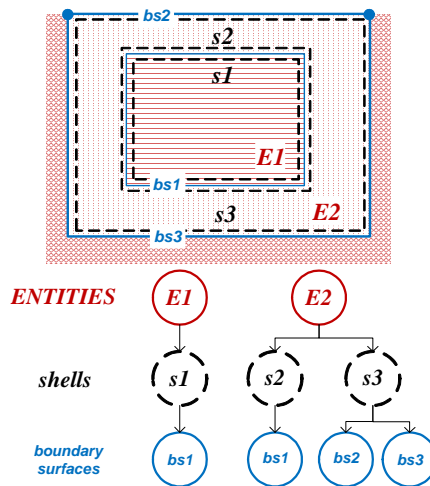 bs2
s2
s1
E1
bs1
s3
E2
bs3
ENTITIES E1 E2
shells s1 s2 s3
boundary
surfaces
bs1 bs1 bs2 bs3